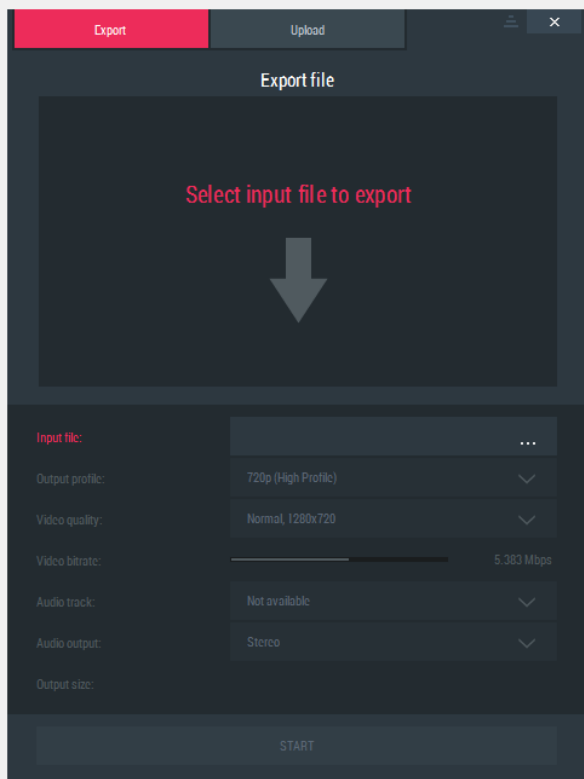 Export
Upload
Export file
Select input file to export
Input file:
...
Output profile:
720p (High Profile)
Video quality:
Normal, 1280x720
Video bitrate:
5.383 Mbps
Audio track:
Not available
Audio output:
Stereo
Output size:
START